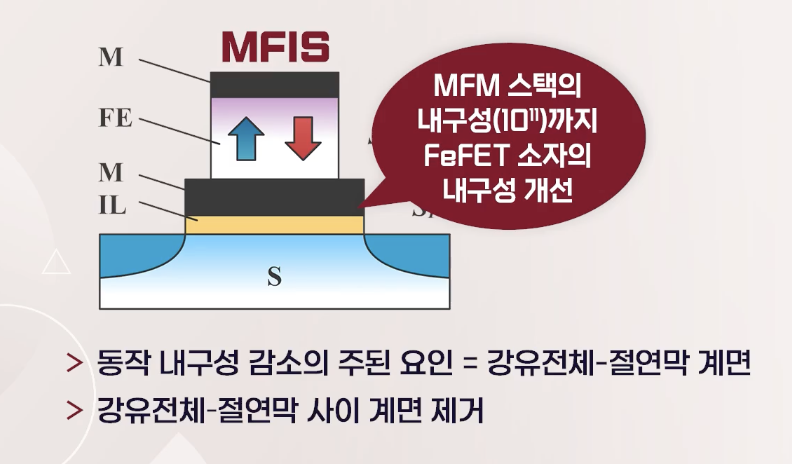 MFIS
M
FE
M
IL
S
MFM 스택의
내구성(10¹¹)까지
FeFET 소자의
내구성 개선
> 동작 내구성 감소의 주된 요인 = 강유전체-절연막 계면
> 강유전체-절연막 사이 계면 제거